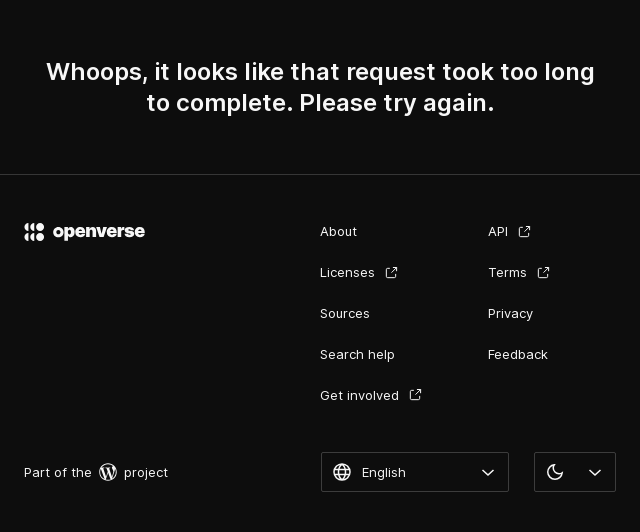 Whoops, it looks like that request took too long
to complete. Please try again.
openverse
About
API
Licenses
Terms
Sources
Privacy
Search help
Feedback
Get involved
Part of the project
English